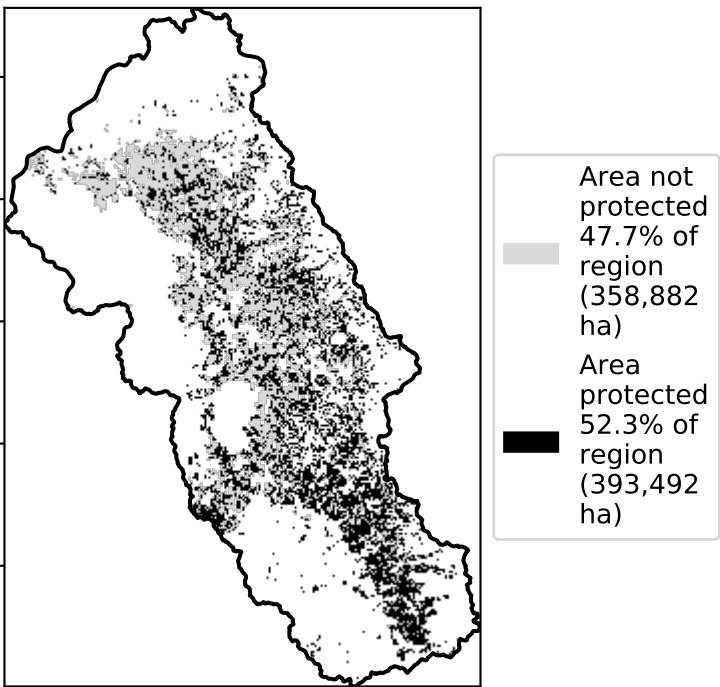 Area not
protected
47.7% of
region
(358,882
ha)
Area
protected
52.3% of
region
(393,492
ha)